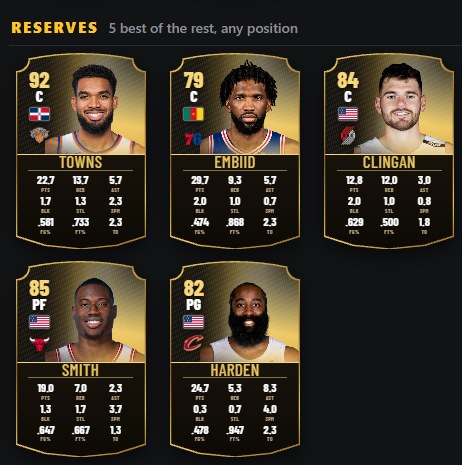 RESERVES 5 best of the rest, any position
92 79 84
C C C
76
TOWNS EMBIID CLINGAN
22.7 13.7 5.7 29.7 9.3 5.7 12.8 12.0 3.0
PTS REB AST PTS REB AST PTS REB AST
1.7 1.3 2.3 2.0 1.0 0.7 2.0 1.0 0.8
BLK STL 3PM BLK STL 3PM BLK STL 3PM
.581 .733 2.3 .474 .868 2.3 .629 .500 1.8
FG% FT% TO FG% FT% TO FG% FT% TO
85 82
PF PG
SMITH HARDEN
19.0 7.0 2.3 24.7 5.3 8.3
PTS REB AST PTS REB AST
1.3 1.7 3.7 0.3 0.7 4.0
BLK STL 3PM BLK STL 3PM
.647 .667 1.3 .478 .947 2.3
FG% FT% TO FG% FT% TO